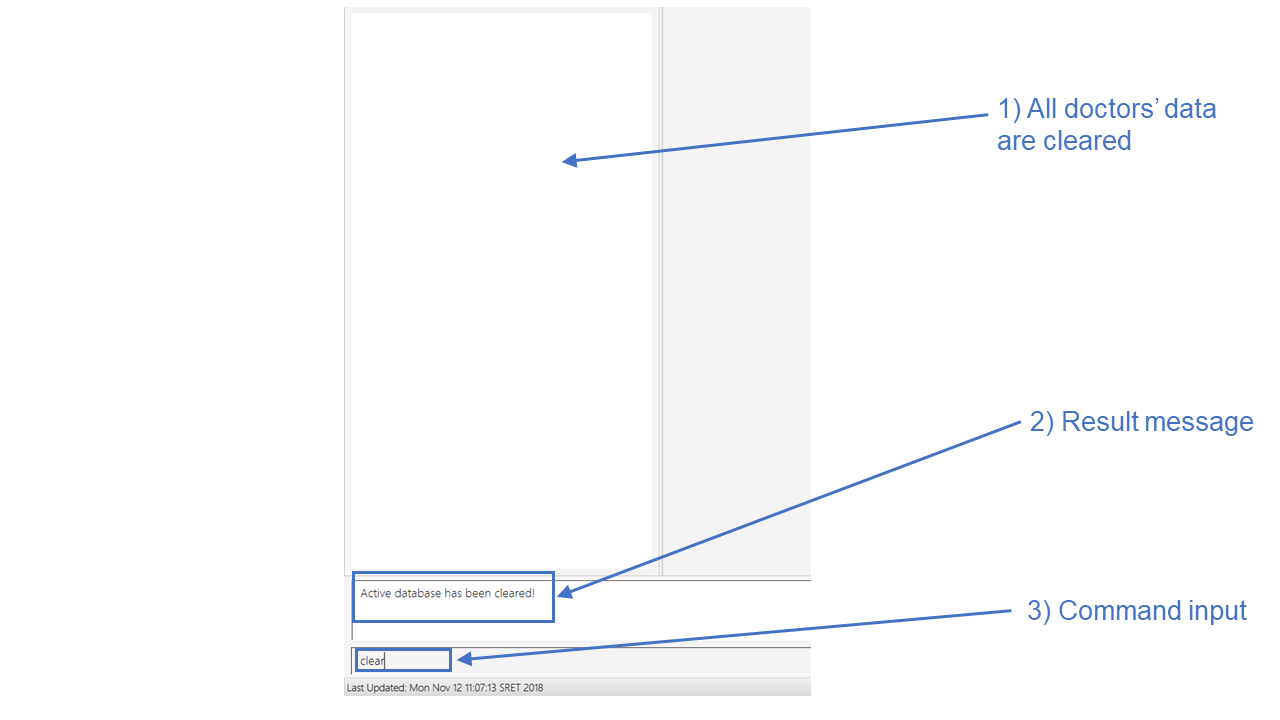 1) All doctors’ data
are cleared
2) Result message
Active database has been cleared!
3) Command input
clear
Last Updated: Mon Nov 12 11:07:13 SRET 2018